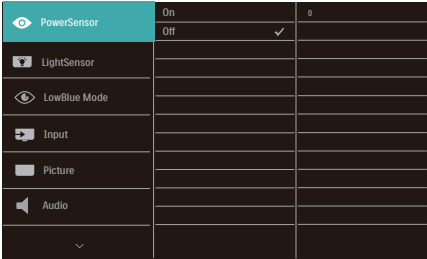 PowerSensor
On
0
Off
LightSensor
LowBlue Mode
Input
Picture
Audio